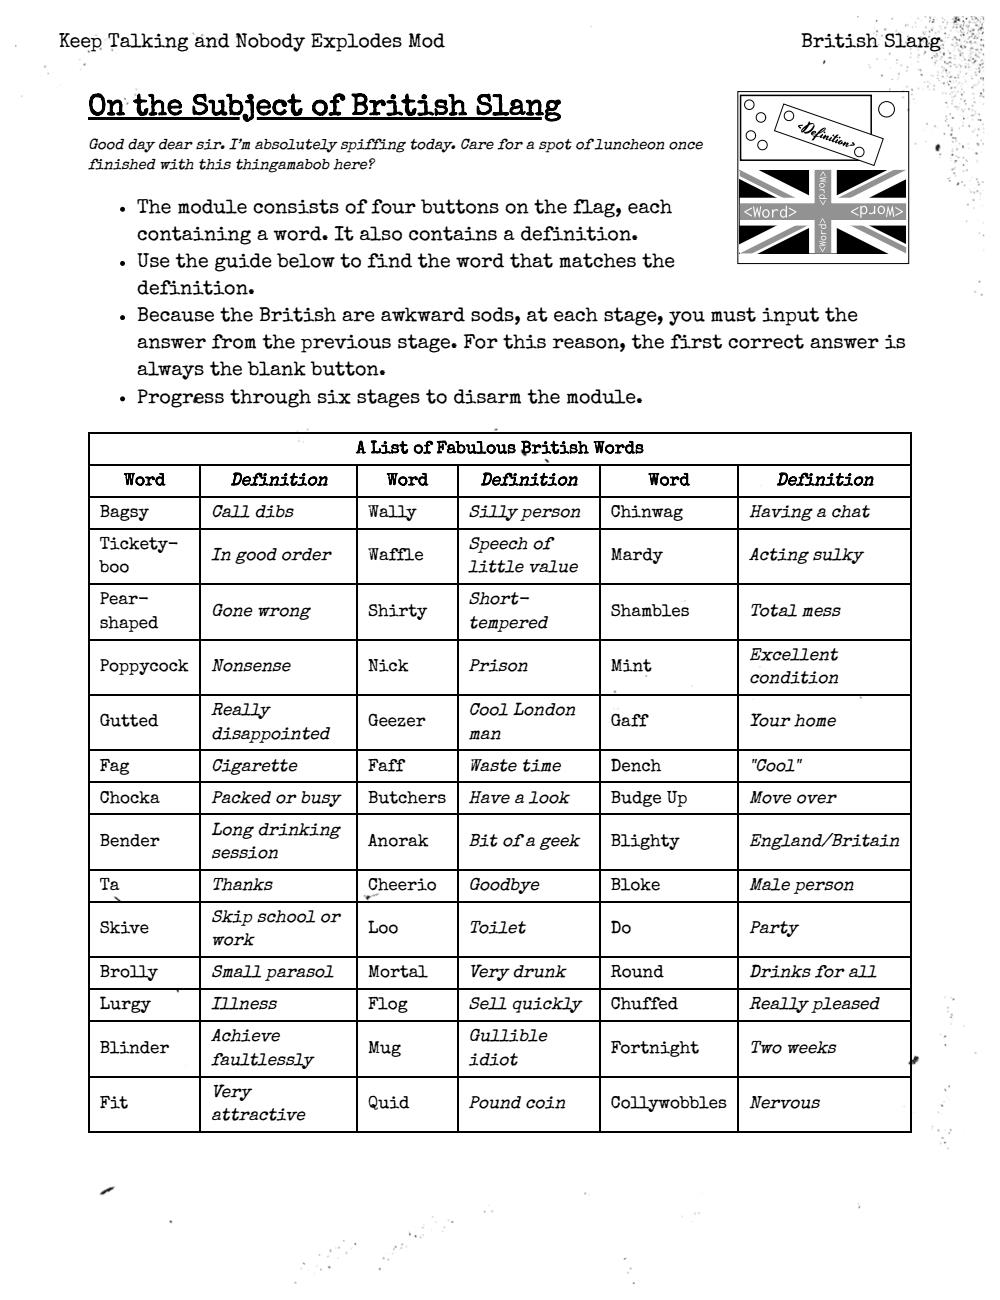 Keep Talking and Nobody Explodes Mod
British Slang
On the Subject of British Slang
Good day dear sir. I'm absolutely spiffing today. Care for a spot of luncheon once
finished with this thingamabob here?
<Definition>
<Word>
<Word>
<Word>
<Word>
• The module consists of four buttons on the flag, each
containing a word. It also contains a definition.
• Use the guide below to find the word that matches the
definition.
• Because the British are awkward sods, at each stage, you must input the
answer from the previous stage. For this reason, the first correct answer is
always the blank button.
• Progress through six stages to disarm the module.
A List of Fabulous British Words
Word Definition Word Definition Word Definition
Bagsy Call dibs Wally Silly person Chinwag Having a chat
Tickety-
boo
In good order Waffle
Speech of
little value
Mardy Acting sulky
Pear-
shaped
Gone wrong Shirty
Short-
tempered
Shambles Total mess
Poppycock Nonsense Nick Prison Mint
Excellent
condition
Gutted
Really
disappointed
Geezer
Cool London
man
Gaff Your home
Fag Cigarette Faff Waste time Dench "Cool"
Chocka Packed or busy Butchers Have a look Budge Up Move over
Bender
Long drinking
session
Anorak Bit of a geek Blighty England/Britain
Ta Thanks Cheerio Goodbye Bloke Male person
Skive
Skip school or
work
Loo Toilet Do Party
Brolly Small parasol Mortal Very drunk Round Drinks for all
Lurgy Illness Flog Sell quickly Chuffed Really pleased
Blinder
Achieve
faultlessly
Mug
Gullible
idiot
Fortnight Two weeks
Fit
Very
attractive
Quid Pound coin Collywobbles Nervous